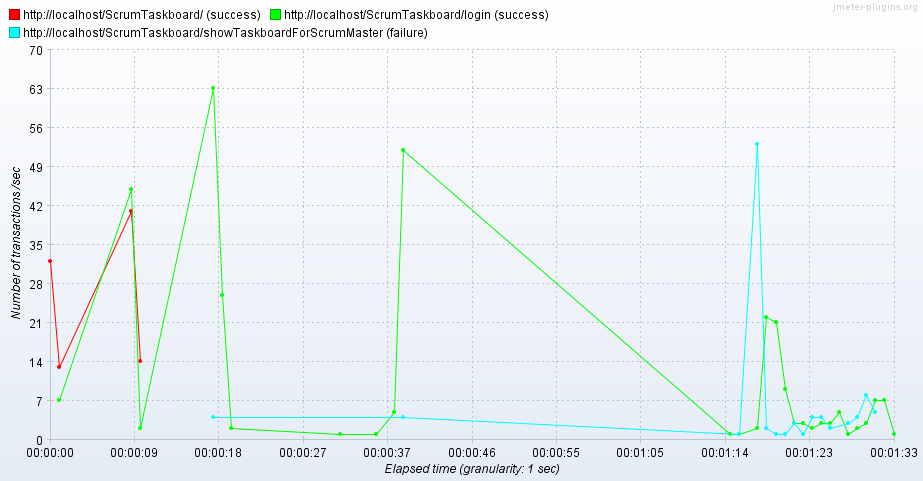 jmeter-plugins.org
http://localhost/ScrumTaskboard/ (success) http://localhost/ScrumTaskboard/login (success)
http://localhost/ScrumTaskboard/showTaskboardForScrumMaster (failure)
70
63
56
49
42
35
28
21
14
7
0
Number of transactions /sec
00:00:00 00:00:09 00:00:18 00:00:27 00:00:37 00:00:46 00:00:55 00:01:05 00:01:14 00:01:23 00:01:33
Elapsed time (granularity: 1 sec)